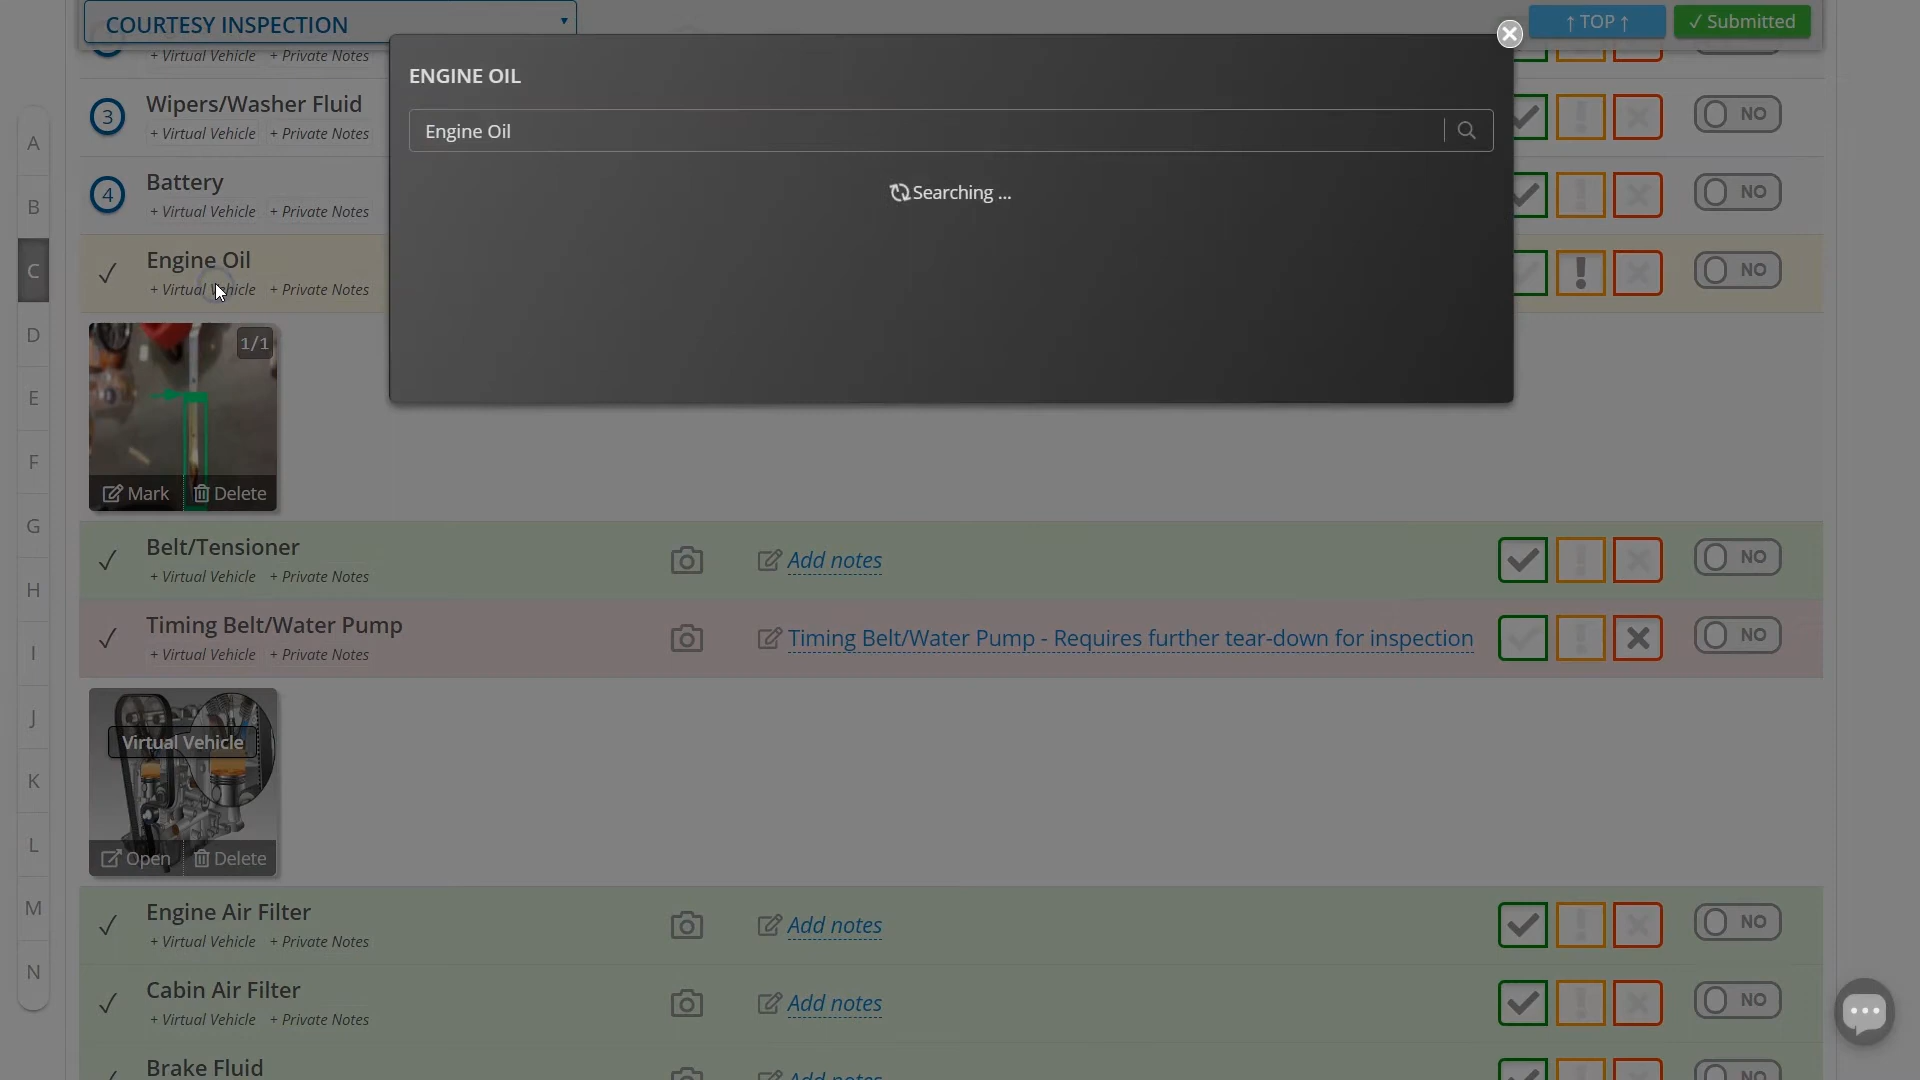 COURTESY INSPECTION
↑ TOP ↑
✓ Submitted
+ Virtual Vehicle + Private Notes
ENGINE OIL
Engine Oil
Searching ...
3 Wipers/Washer Fluid
+ Virtual Vehicle + Private Notes
NO
4 Battery
+ Virtual Vehicle + Private Notes
NO
Engine Oil
+ Virtual Vehicle + Private Notes
NO
1/1
Mark Delete
Belt/Tensioner
+ Virtual Vehicle + Private Notes
Add notes
NO
Timing Belt/Water Pump
+ Virtual Vehicle + Private Notes
Timing Belt/Water Pump - Requires further tear-down for inspection
NO
Virtual Vehicle
Open Delete
Engine Air Filter
+ Virtual Vehicle + Private Notes
Add notes
NO
Cabin Air Filter
+ Virtual Vehicle + Private Notes
Add notes
NO
Brake Fluid
Add notes
NO
A
B
C
D
E
F
G
H
I
J
K
L
M
N